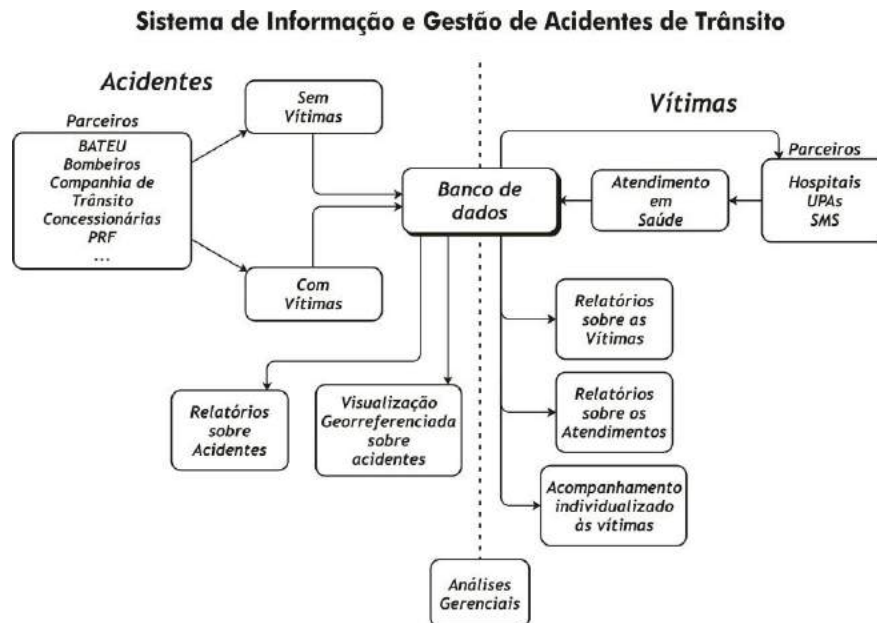 Sistema de Informação e Gestão de Acidentes de Trânsito
Acidentes
Parceiros
BATEU
Bombeiros
Companhia de
Trânsito
Concessionárias
PRF
...
Sem
Vítimas
Com
Vítimas
Banco de
dados
Vítimas
Parceiros
Hospitais
UPAs
SMS
Atendimento
em
Saúde
Relatórios
sobre
Acidentes
Visualização
Georreferenciada
sobre
acidentes
Relatórios
sobre as
Vítimas
Relatórios
sobre os
Atendimentos
Acompanhamento
individualizado
às vítimas
Análises
Gerenciais